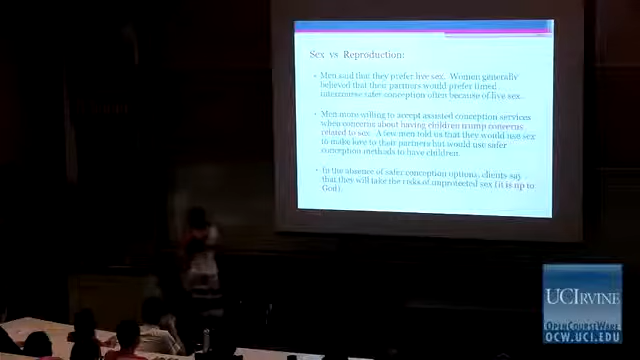 Sex vs Reproduction:
• Men said that they prefer live sex. Women generally
believed that their partners would prefer timed
intercourse safer conception often because of live sex.
• Men more willing to accept assisted conception services
when concerns about having children trump concerns
related to sex. A few men told us that they would use sex
to make love to their partners but would use safer
conception methods to have children.
• In the absence of safer conception options, clients say
that they will take the risks of unprotected sex (it is up to
God).
UCIRVINE
OPENCOURSEWARE
OCW.UCI.EDU